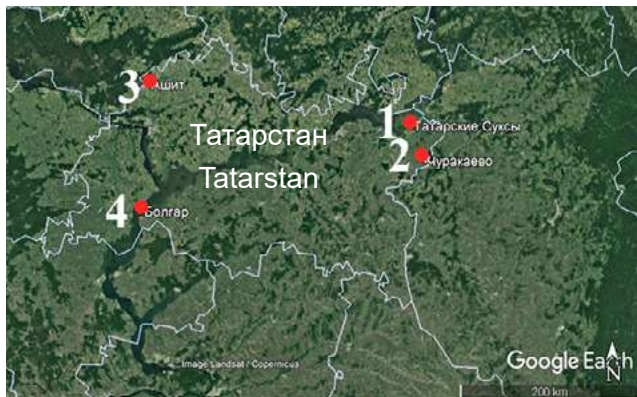 3
Ашит
Татарстан
1
Татарские Суксы
Tatarstan
2
Чуракаево
4
Болгар
Google Earth
N
Image Landsat / Copernicus
200 km